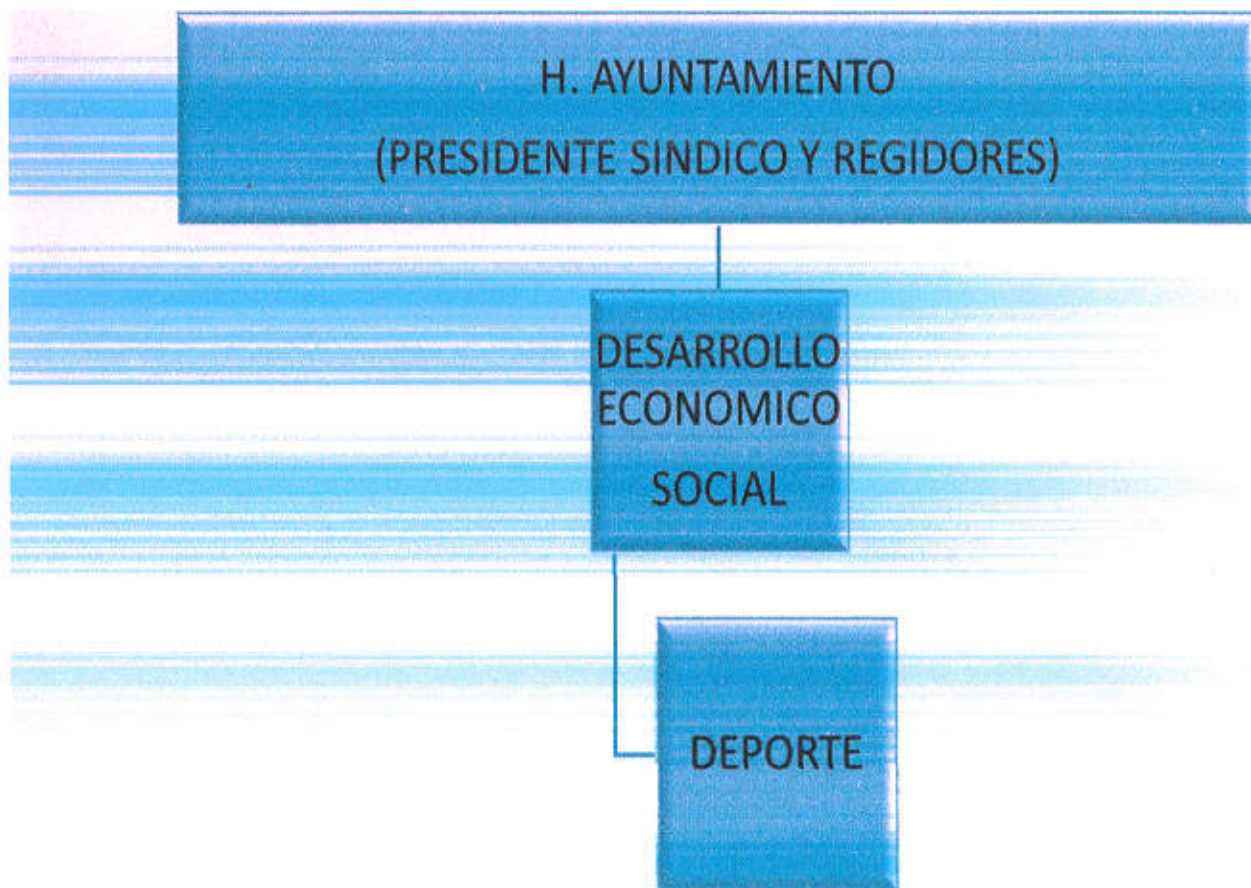 H. AYUNTAMIENTO
(PRESIDENTE SINDICO Y REGIDORES)
DESARROLLO
ECONOMICO
SOCIAL
DEPORTE